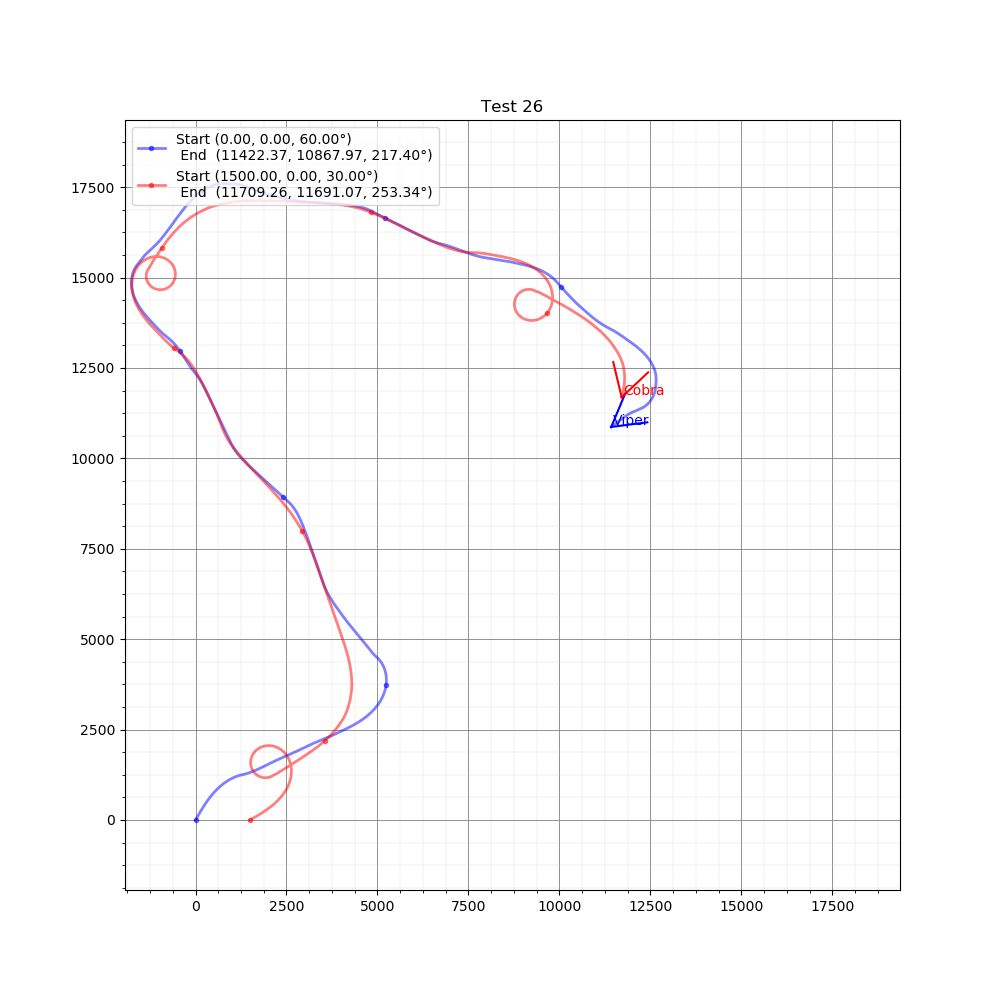 Test 26
Start (0.00, 0.00, 60.00°)
End (11422.37, 10867.97, 217.40°)
Start (1500.00, 0.00, 30.00°)
End (11709.26, 11691.07, 253.34°)
17500
15000
12500
10000
7500
5000
2500
0
Cobra
Viper
0 2500 5000 7500 10000 12500 15000 17500